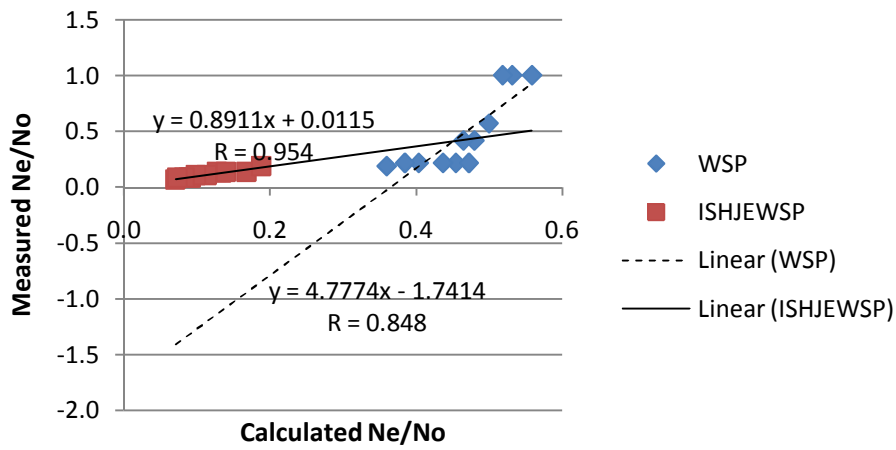 1.5
1.0
0.5
0.0
-0.5
-1.0
-1.5
-2.0
0.0
0.2
0.4
0.6
Measured Ne/No
Calculated Ne/No
y = 0.8911x + 0.0115
R = 0.954
y = 4.7774x - 1.7414
R = 0.848
WSP
ISHJEWSP
Linear (WSP)
Linear (ISHJEWSP)